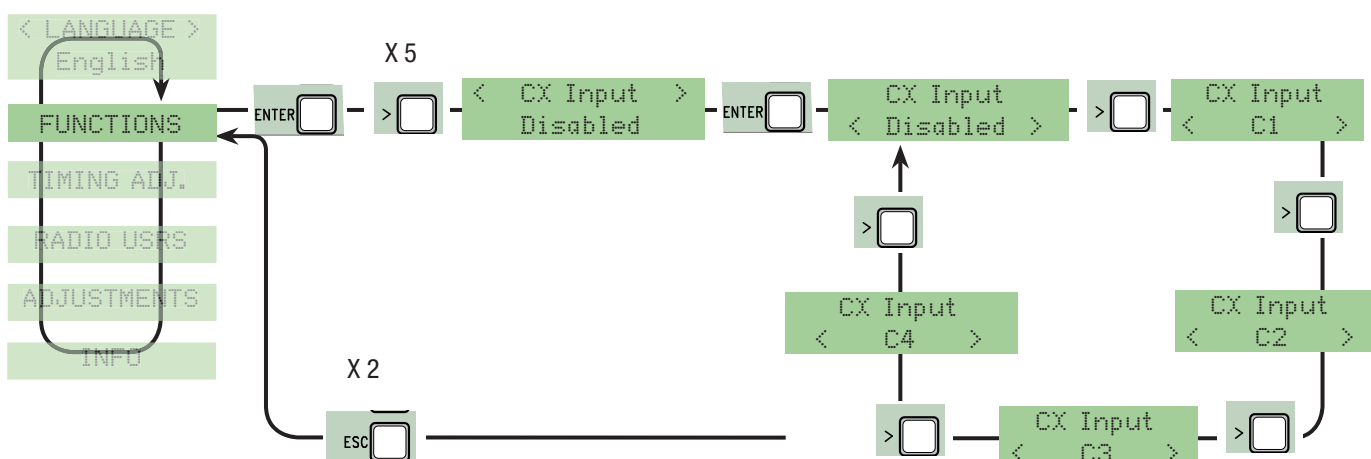 < LANGUAGE >
English
FUNCTIONS
TIMING ADJ.
RADIO USRS
ADJUSTMENTS
INFO
ENTER
X 5
>
< CX Input >
Disabled
ENTER
CX Input
< Disabled >
>
CX Input
< C1 >
>
CX Input
< C2 >
>
CX Input
< C3 >
>
CX Input
< C4 >
>
X 2
ESC